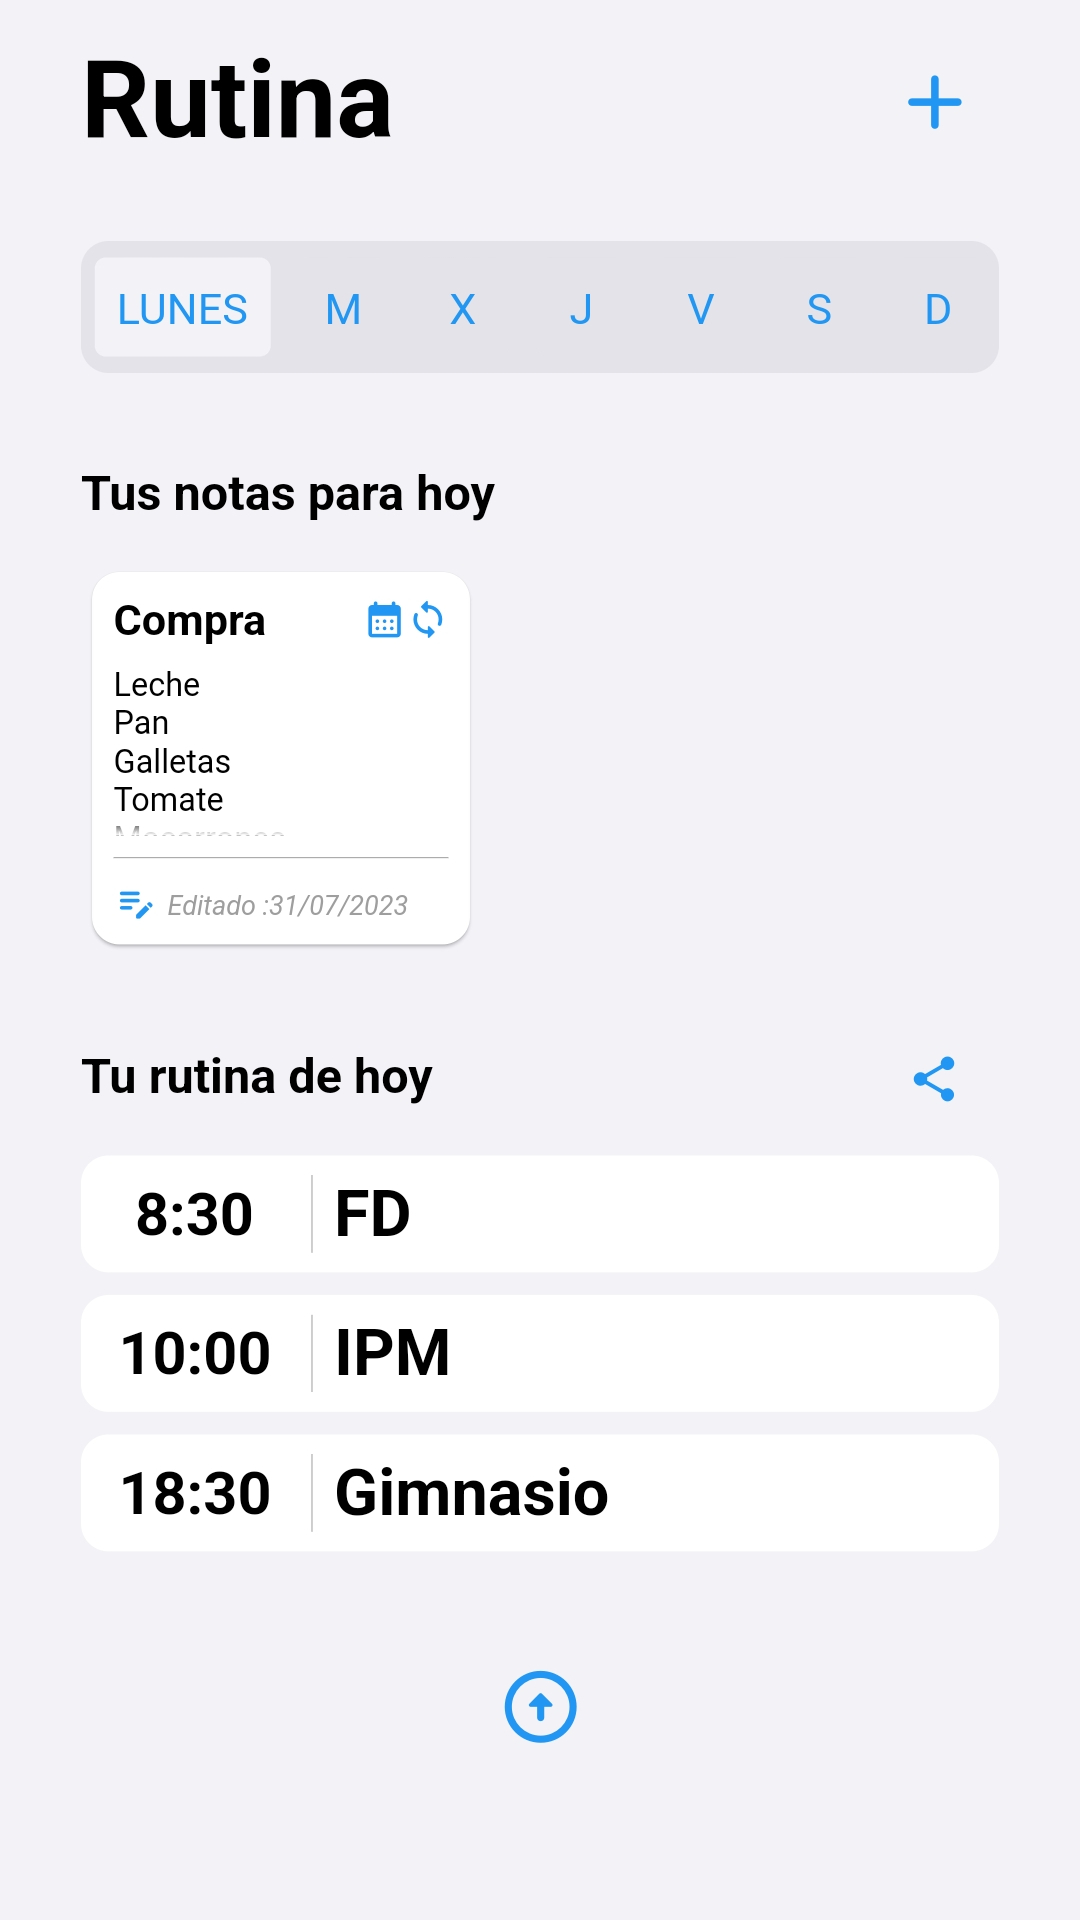 Rutina
LUNES M X J V S D
Tus notas para hoy
Compra
Leche
Pan
Galletas
Tomate
Editado :31/07/2023
Tu rutina de hoy
8:30 FD
10:00 IPM
18:30 Gimnasio